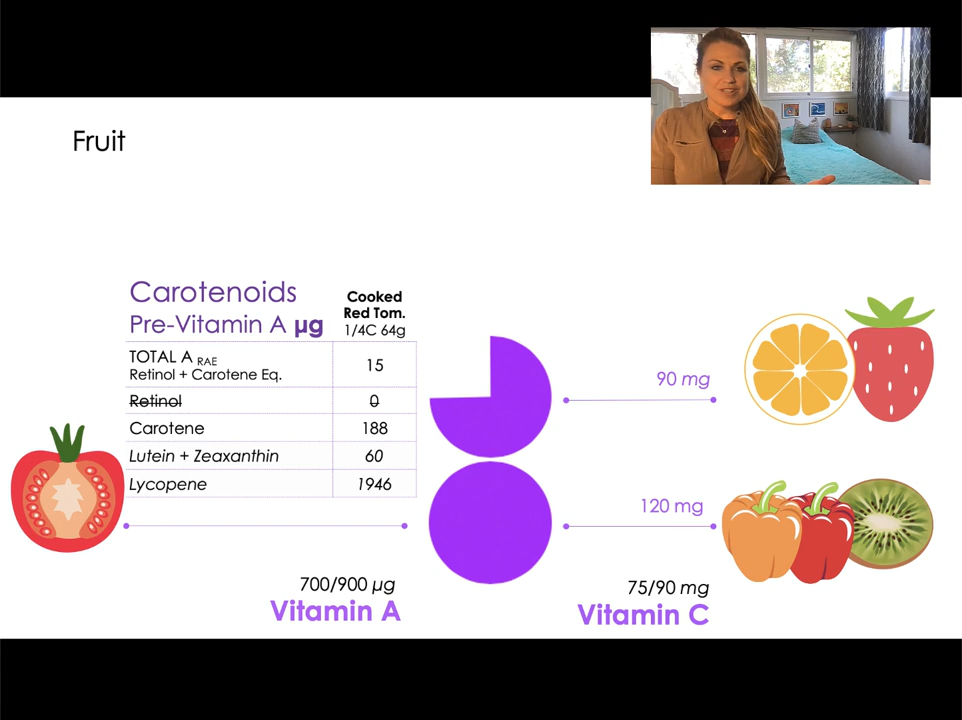 Fruit
Carotenoids
Pre-Vitamin A µg
Cooked
Red Tom.
1/4C 64g
TOTAL A RAE
Retinol + Carotene Eq.
15
Retinol
0
Carotene
188
Lutein + Zeaxanthin
60
Lycopene
1946
90 mg
120 mg
700/900 µg
Vitamin A
75/90 mg
Vitamin C